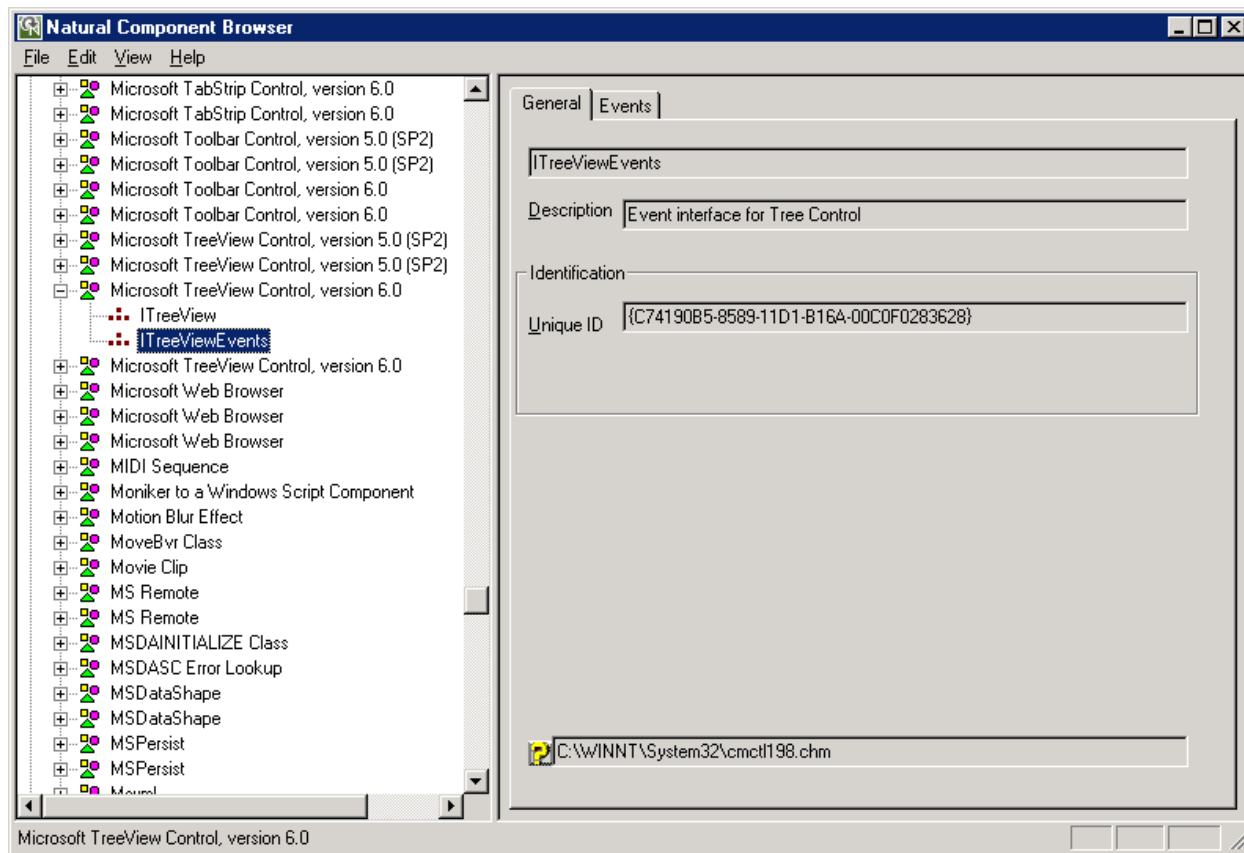 Natural Component Browser
File Edit View Help
Microsoft TabStrip Control, version 6.0
Microsoft TabStrip Control, version 6.0
Microsoft Toolbar Control, version 5.0 (SP2)
Microsoft Toolbar Control, version 5.0 (SP2)
Microsoft Toolbar Control, version 6.0
Microsoft Toolbar Control, version 6.0
Microsoft TreeView Control, version 5.0 (SP2)
Microsoft TreeView Control, version 5.0 (SP2)
Microsoft TreeView Control, version 6.0
ITreeView
ITreeViewEvents
Microsoft TreeView Control, version 6.0
Microsoft Web Browser
Microsoft Web Browser
Microsoft Web Browser
MIDI Sequence
Moniker to a Windows Script Component
Motion Blur Effect
MoveBvr Class
Movie Clip
MS Remote
MS Remote
MSDAINITIALIZE Class
MSDASC Error Lookup
MSDataShape
MSDataShape
MSPersist
MSPersist
General Events
ITreeViewEvents
Description Event interface for Tree Control
Identification
Unique ID {C74190B5-8589-11D1-B16A-00C0F0283628}
C:\WINNT\System32\cmctl198.chm
Microsoft TreeView Control, version 6.0